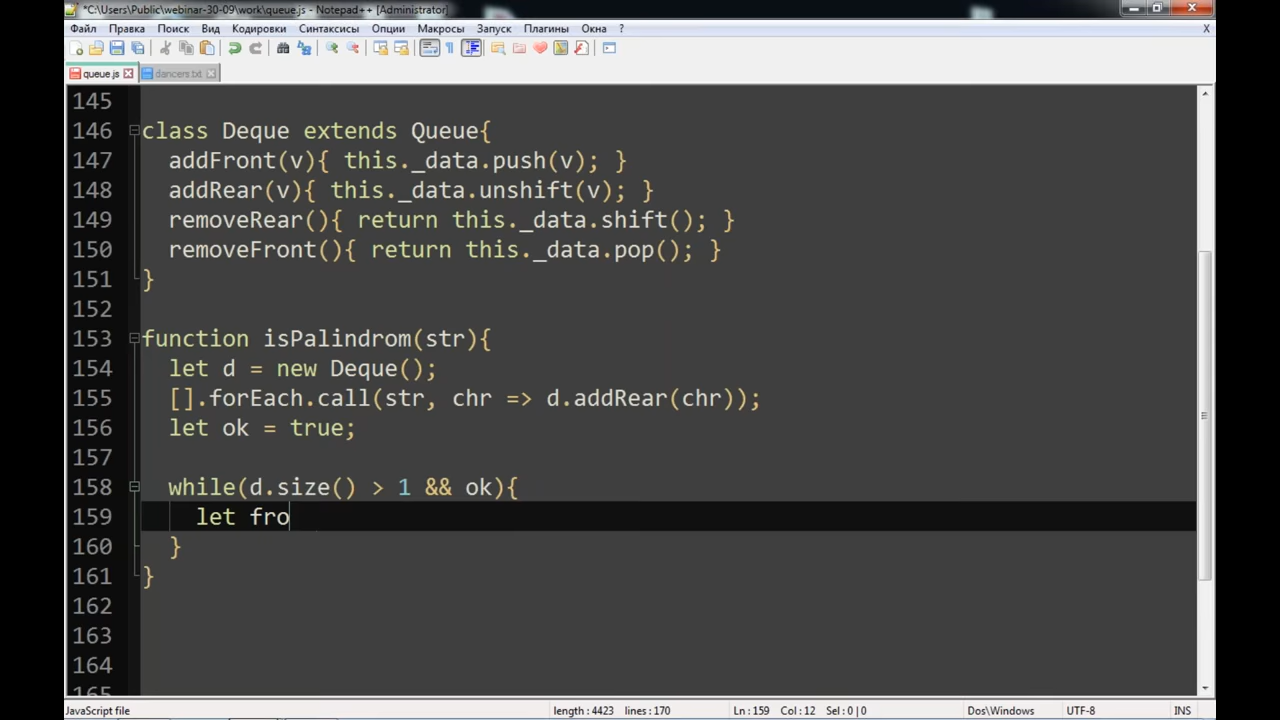 *C:\Users\Public\webinar-30-09\work\queue.js - Notepad++ [Administrator]
Файл Правка Поиск Вид Кодировки Синтаксисы Опции Макросы Запуск Плагины Окна ? X
queue.js dancers.txt
145
146 class Deque extends Queue{
147 addFront(v){ this._data.push(v); }
148 addRear(v){ this._data.unshift(v); }
149 removeRear(){ return this._data.shift(); }
150 removeFront(){ return this._data.pop(); }
151 }
152
153 function isPalindrom(str){
154 let d = new Deque();
155 [].forEach.call(str, chr => d.addRear(chr));
156 let ok = true;
157
158 while(d.size() > 1 && ok){
159 let fro
160 }
161 }
162
163
164
165
JavaScript file length : 4423 lines : 170 Ln : 159 Col : 12 Sel : 0 | 0 Dos\Windows UTF-8 INS